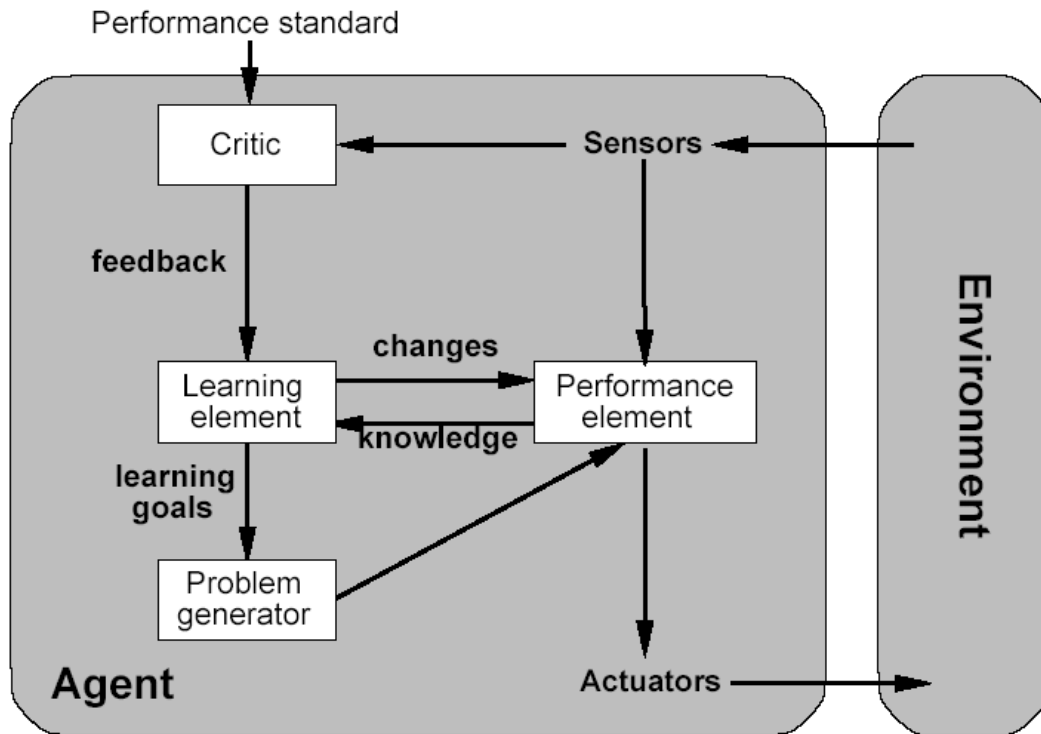 Performance standard
Critic
Sensors
feedback
changes
Learning
element
Performance
element
knowledge
learning
goals
Problem
generator
Agent
Actuators
Environment